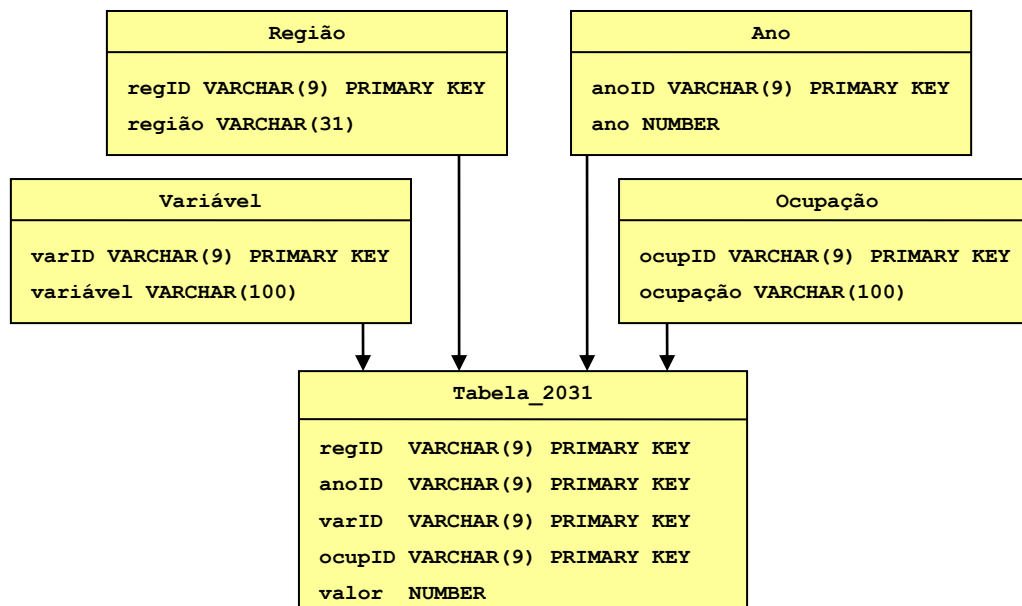 Região
regID VARCHAR(9) PRIMARY KEY
região VARCHAR(31)
Ano
anoID VARCHAR(9) PRIMARY KEY
ano NUMBER
Variável
varID VARCHAR(9) PRIMARY KEY
variável VARCHAR(100)
Ocupação
ocupID VARCHAR(9) PRIMARY KEY
ocupação VARCHAR(100)
Tabela_2031
regID VARCHAR(9) PRIMARY KEY
anoID VARCHAR(9) PRIMARY KEY
varID VARCHAR(9) PRIMARY KEY
ocupID VARCHAR(9) PRIMARY KEY
valor NUMBER